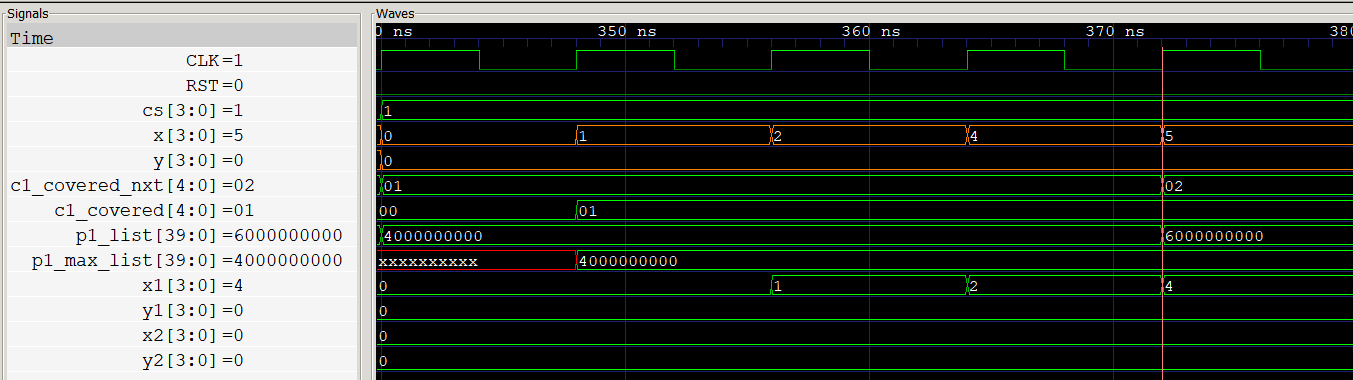 Signals
Waves
Time
0 ns 350 ns 360 ns 370 ns 380
CLK=1
RST=0
cs[3:0]=1 1
x[3:0]=5 0 1 2 4 5
y[3:0]=0 0
c1_covered_nxt[4:0]=02 01 02
c1_covered[4:0]=01 00 01
p1_list[39:0]=6000000000 4000000000 6000000000
p1_max_list[39:0]=4000000000 xxxxxxxxxx 4000000000
x1[3:0]=4 0 1 2 4
y1[3:0]=0 0
x2[3:0]=0 0
y2[3:0]=0 0